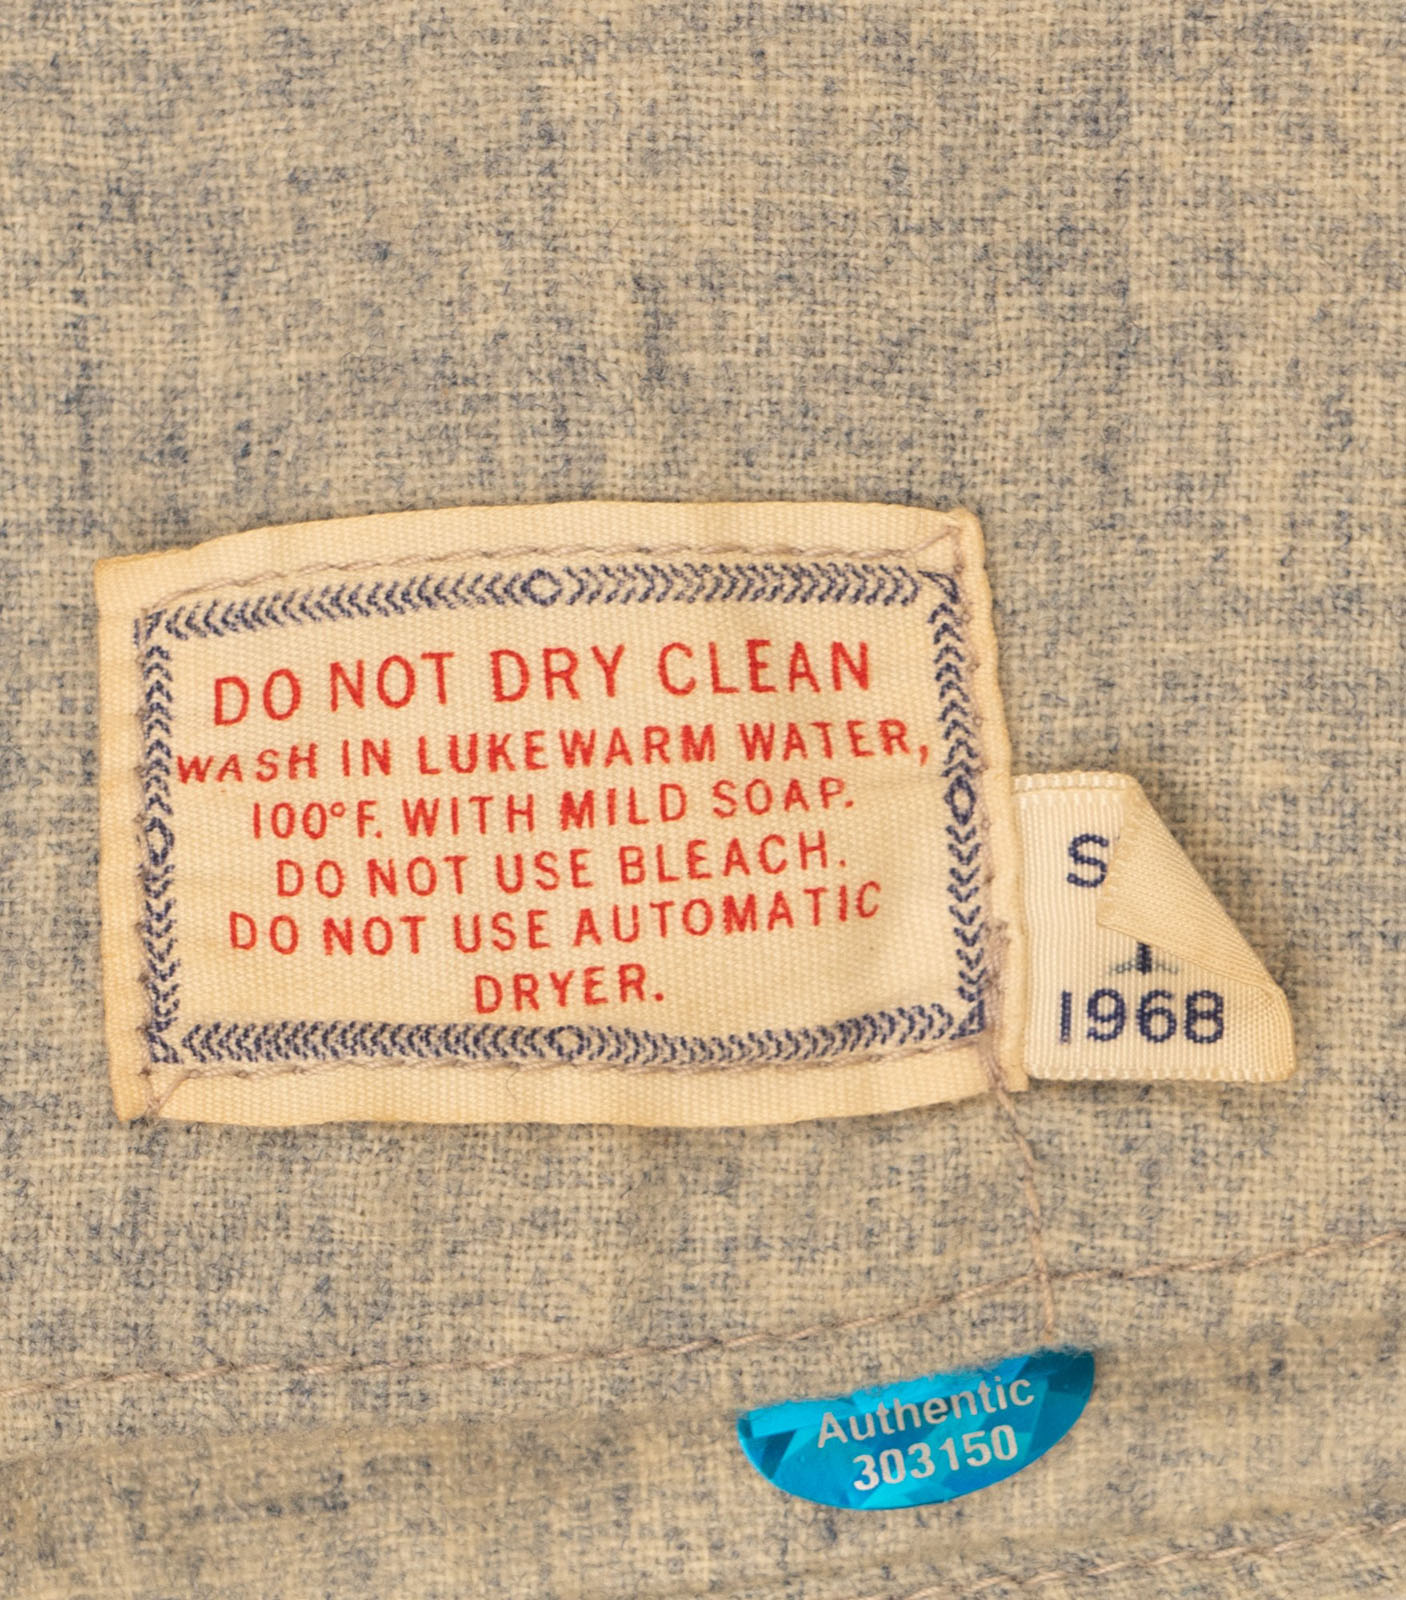 DO NOT DRY CLEAN
WASH IN LUKEWARM WATER,
100°F. WITH MILD SOAP.
DO NOT USE BLEACH.
DO NOT USE AUTOMATIC
DRYER.
1968
Authentic
303150